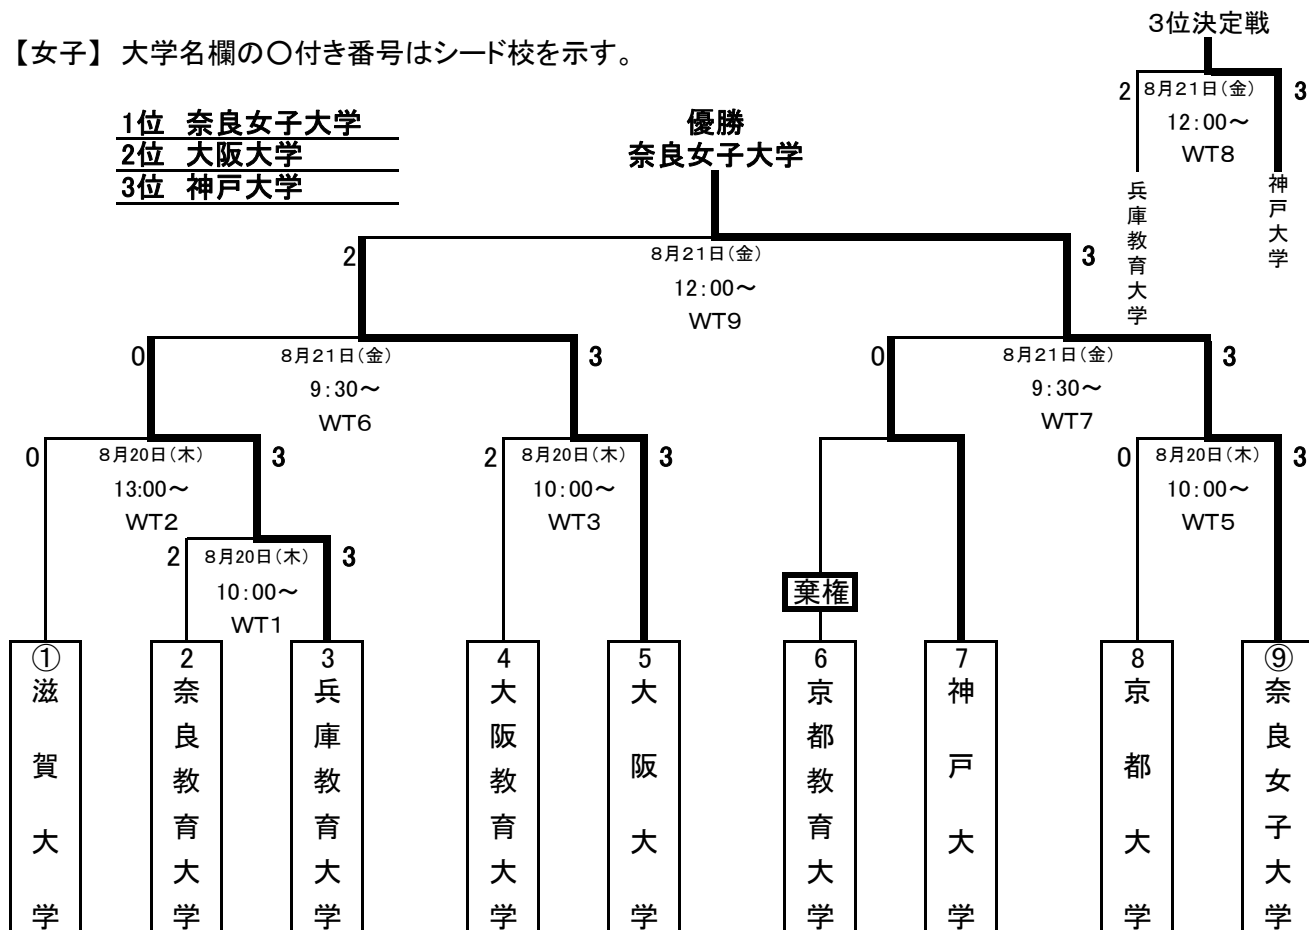 3位決定戦
【女子】 大学名欄の〇付き番号はシード校を示す。
2
8月21日(金)
3
12:00～
WT8
兵庫教育大学
神戸大学
1位 奈良女子大学
2位 大阪大学
3位 神戸大学
優勝
奈良女子大学
2
8月21日(金)
3
12:00～
WT9
0
8月21日(金)
3
9:30～
WT6
0
8月21日(金)
3
9:30～
WT7
0
8月20日(木)
3
13:00～
WT2
2
8月20日(木)
3
10:00～
WT3
0
8月20日(木)
3
10:00～
WT5
2
8月20日(木)
3
10:00～
WT1
棄権
①
滋賀大学
2
奈良教育大学
3
兵庫教育大学
4
大阪教育大学
5
大阪大学
6
京都教育大学
7
神戸大学
8
京都大学
⑨
奈良女子大学